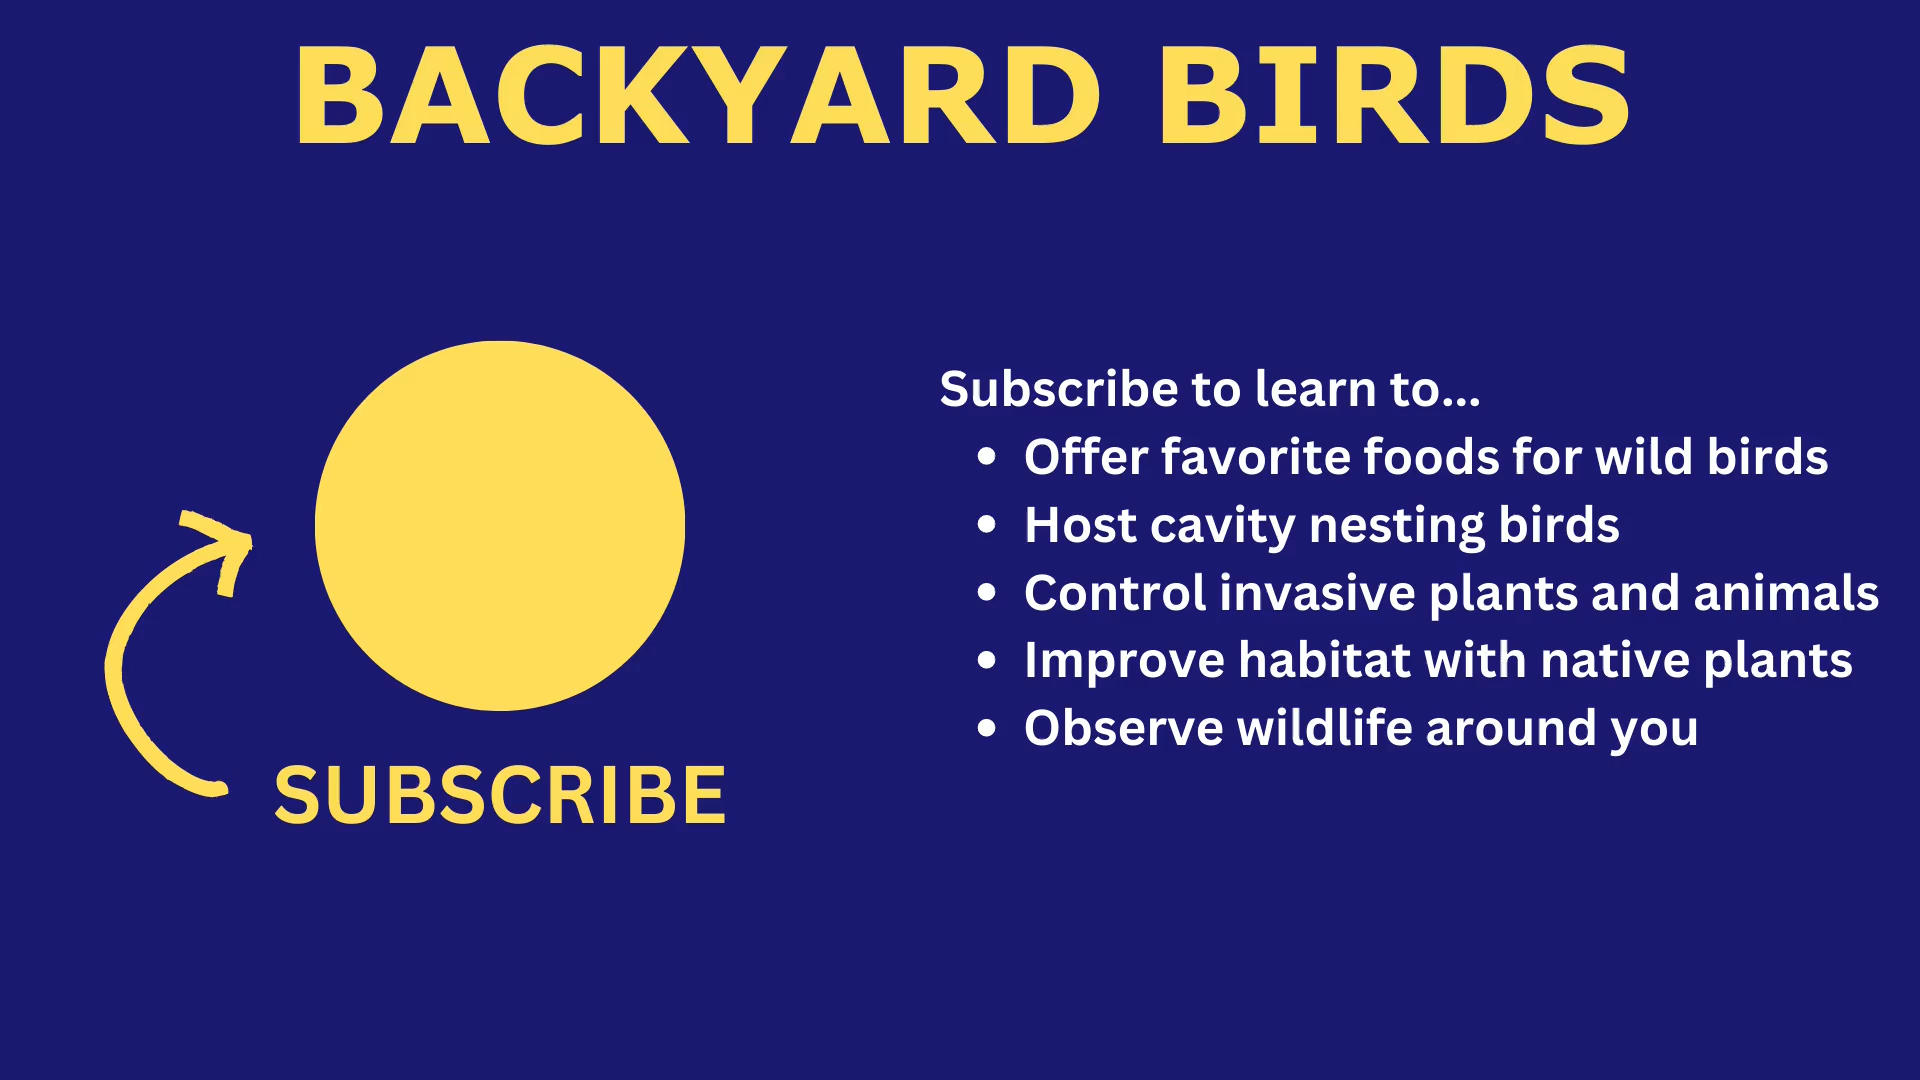 BACKYARD BIRDS
Subscribe to learn to...
• Offer favorite foods for wild birds
• Host cavity nesting birds
• Control invasive plants and animals
• Improve habitat with native plants
• Observe wildlife around you
SUBSCRIBE